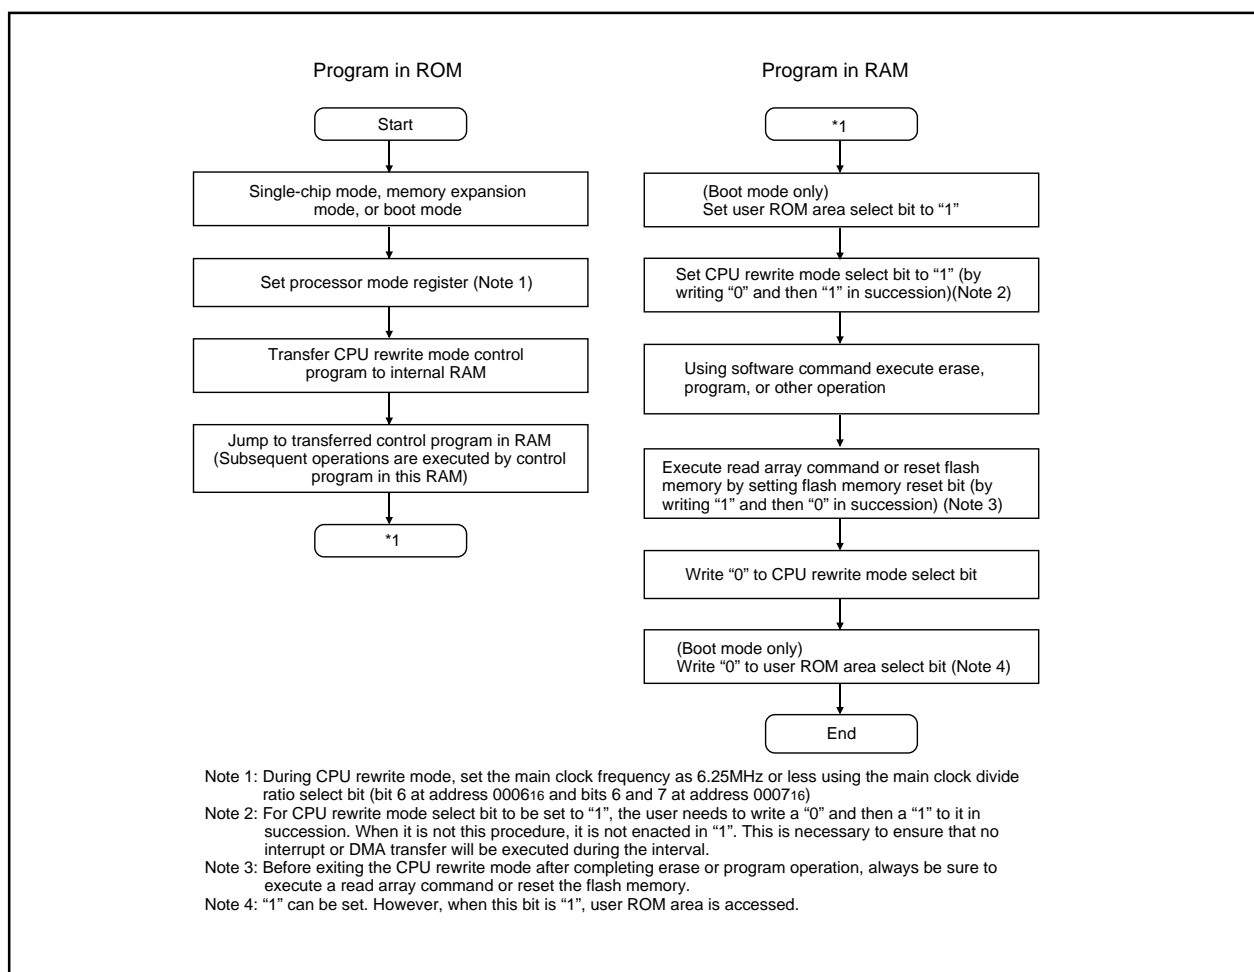 Program in ROM
Start
Single-chip mode, memory expansion
mode, or boot mode
Set processor mode register (Note 1)
Transfer CPU rewrite mode control
program to internal RAM
Jump to transferred control program in RAM
(Subsequent operations are executed by control
program in this RAM)
*1
Program in RAM
*1
(Boot mode only)
Set user ROM area select bit to “1”
Set CPU rewrite mode select bit to “1” (by
writing “0” and then “1” in succession)(Note 2)
Using software command execute erase,
program, or other operation
Execute read array command or reset flash
memory by setting flash memory reset bit (by
writing “1” and then “0” in succession) (Note 3)
Write “0” to CPU rewrite mode select bit
(Boot mode only)
Write “0” to user ROM area select bit (Note 4)
End
Note 1: During CPU rewrite mode, set the main clock frequency as 6.25MHz or less using the main clock divide
ratio select bit (bit 6 at address 000616 and bits 6 and 7 at address 000716)
Note 2: For CPU rewrite mode select bit to be set to “1”, the user needs to write a “0” and then a “1” to it in
succession. When it is not this procedure, it is not enacted in “1”. This is necessary to ensure that no
interrupt or DMA transfer will be executed during the interval.
Note 3: Before exiting the CPU rewrite mode after completing erase or program operation, always be sure to
execute a read array command or reset the flash memory.
Note 4: “1” can be set. However, when this bit is “1”, user ROM area is accessed.